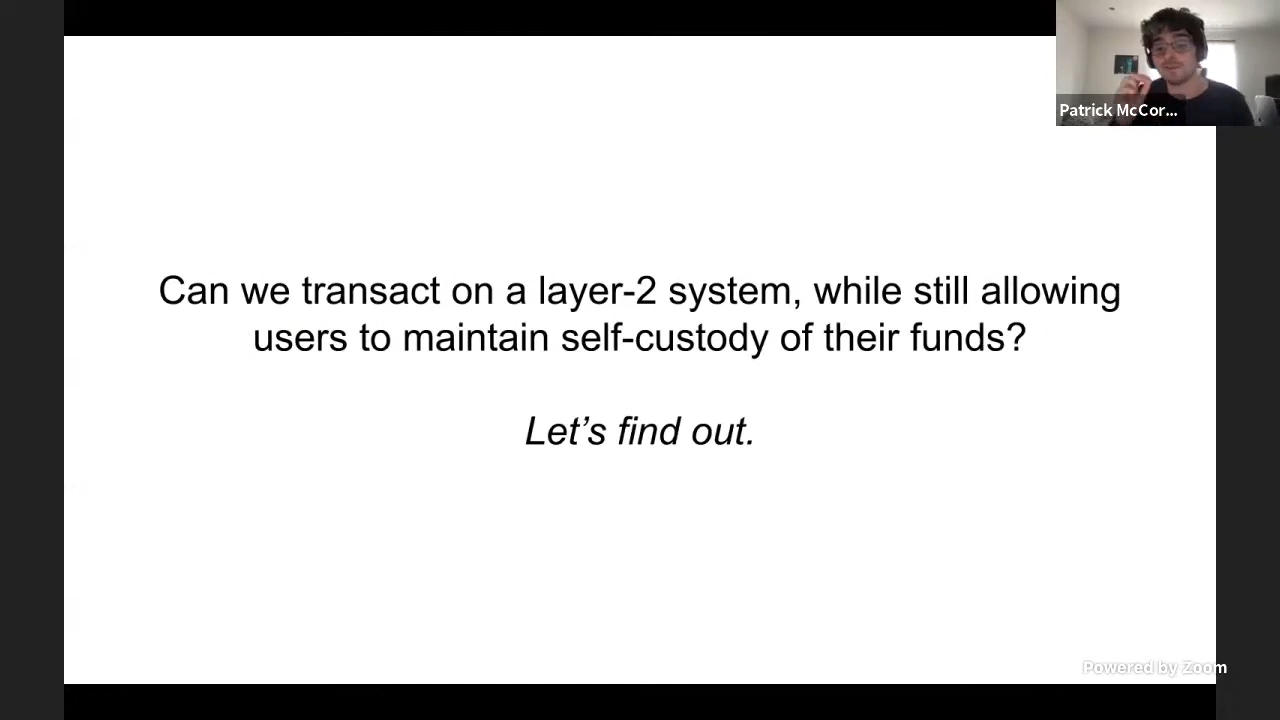 Patrick McCor...
Can we transact on a layer-2 system, while still allowing
users to maintain self-custody of their funds?
Let’s find out.
Powered by Zoom